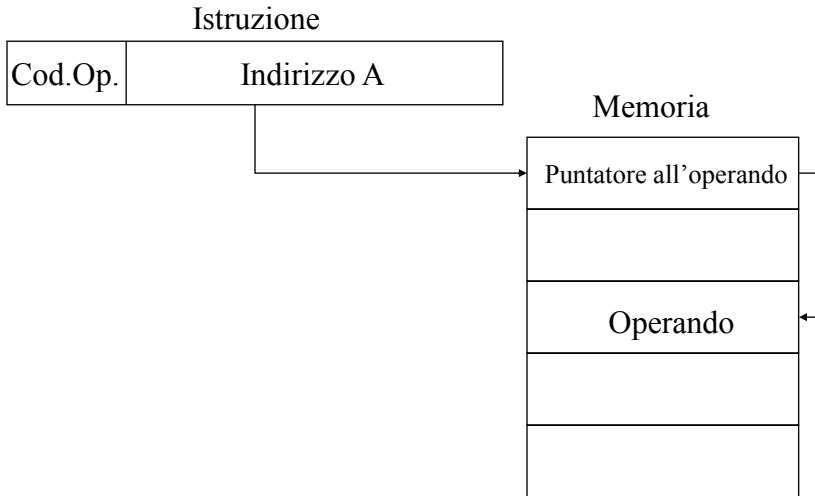 Istruzione
Cod.Op.
Indirizzo A
Memoria
Puntatore all’operando
Operando